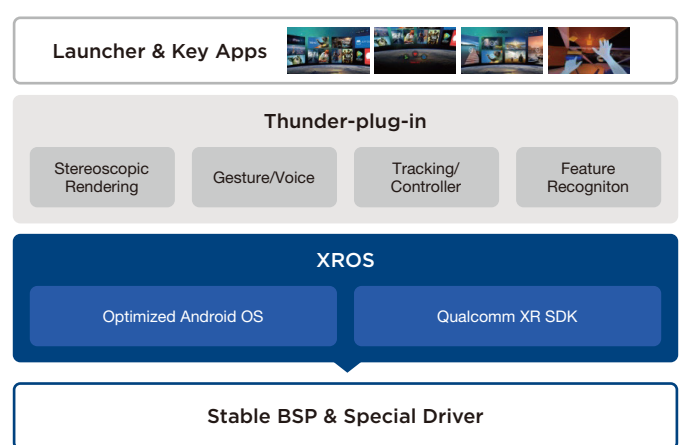 Launcher & Key Apps
Thunder-plug-in
Stereoscopic
Rendering
Gesture/Voice
Tracking/
Controller
Feature
Recogniton
XROS
Optimized Android OS
Qualcomm XR SDK
Stable BSP & Special Driver